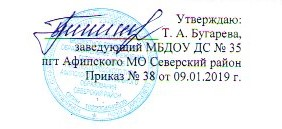 Утверждаю:
Т. А. Бугарева,
заведующий МБДОУ ДС № 35
пгт Афипского МО Северский район
Приказ № 38 от 09.01.2019 г.